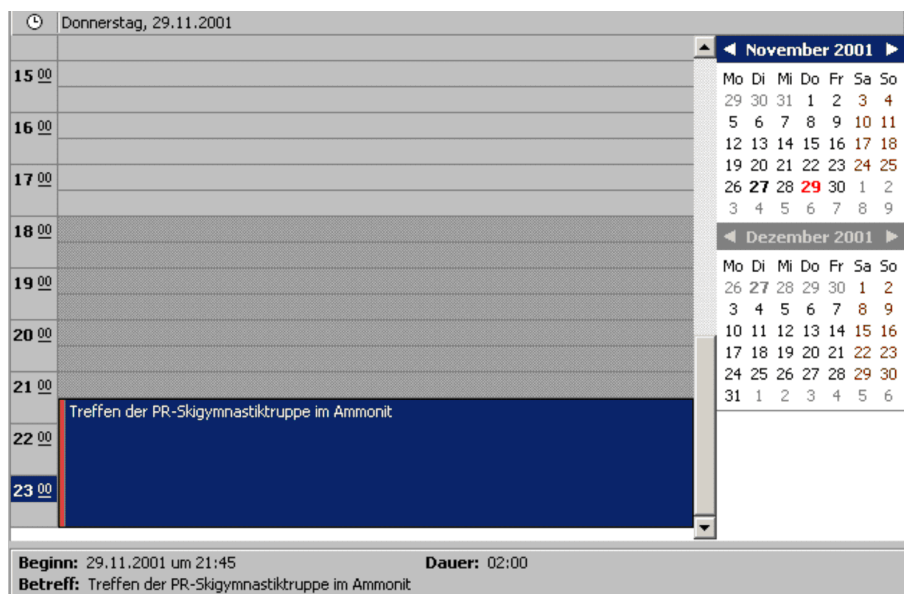 Donnerstag, 29.11.2001
15 00
16 00
17 00
18 00
19 00
20 00
21 00
Treffen der PR-Skigymnastiktruppe im Ammonit
22 00
23 00
November 2001
Mo Di Mi Do Fr Sa So
29 30 31 1 2 3 4
5 6 7 8 9 10 11
12 13 14 15 16 17 18
19 20 21 22 23 24 25
26 27 28 29 30 1 2
3 4 5 6 7 8 9
Dezember 2001
Mo Di Mi Do Fr Sa So
26 27 28 29 30 1 2
3 4 5 6 7 8 9
10 11 12 13 14 15 16
17 18 19 20 21 22 23
24 25 26 27 28 29 30
31 1 2 3 4 5 6
Beginn: 29.11.2001 um 21:45 Dauer: 02:00
Betreff: Treffen der PR-Skigymnastiktruppe im Ammonit